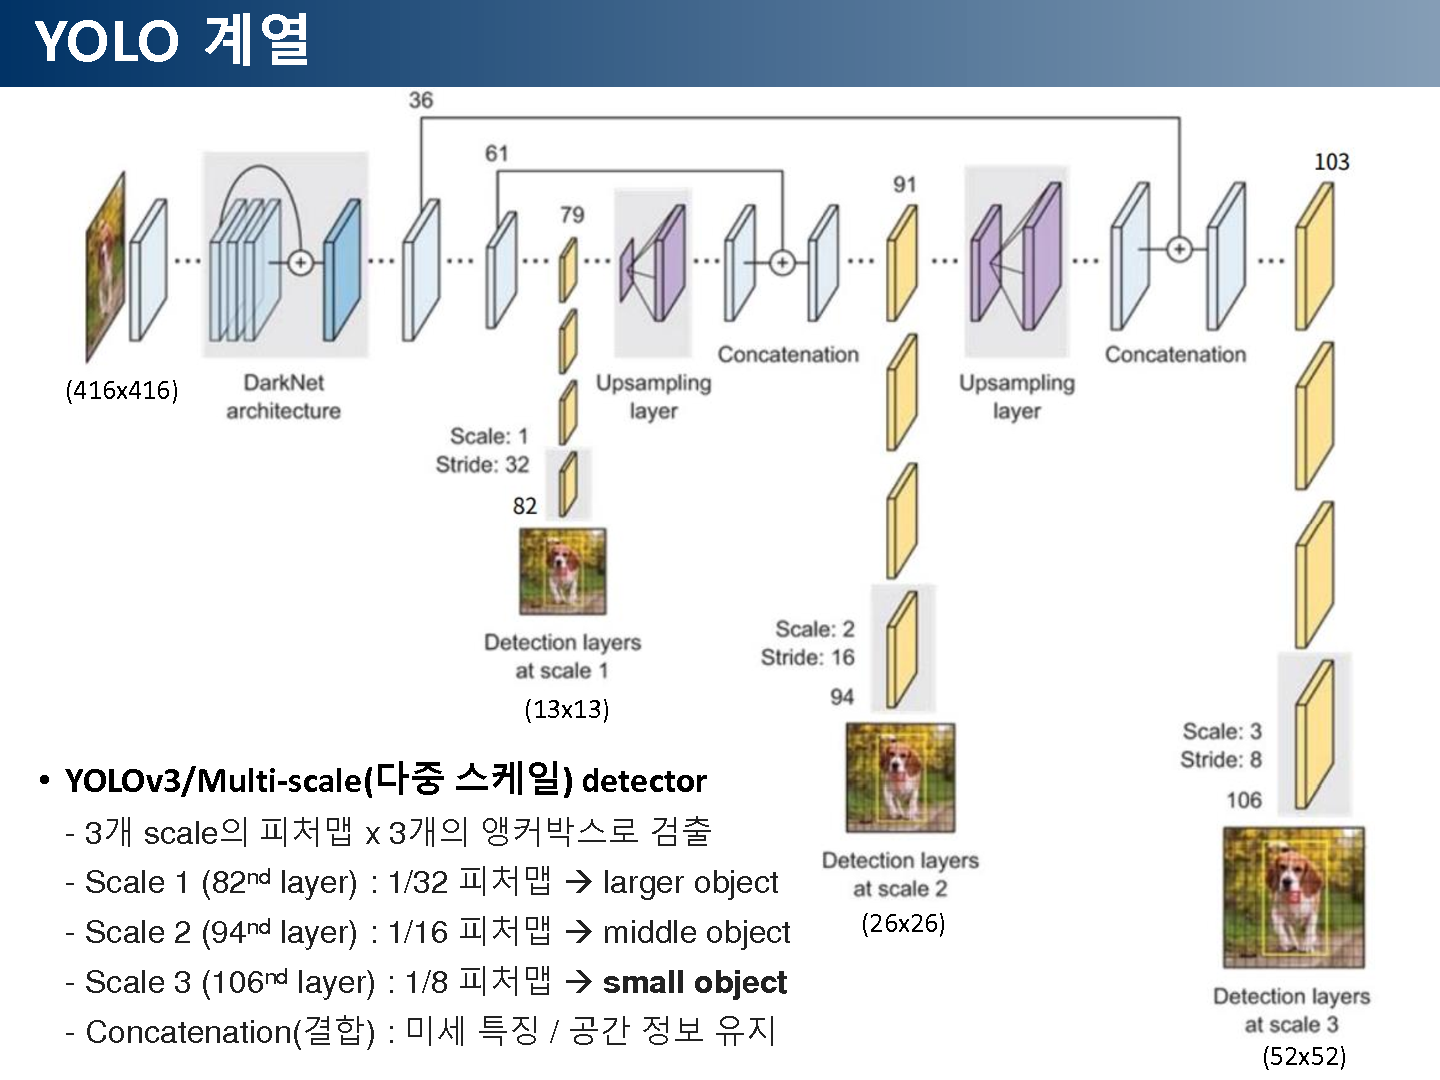 YOLO 계열
36
61
79
91
103
(416x416)
DarkNet
architecture
Upsampling
layer
Concatenation
Upsampling
layer
Concatenation
Scale: 1
Stride: 32
82
Detection layers
at scale 1
(13x13)
Scale: 2
Stride: 16
94
Detection layers
at scale 2
(26x26)
Scale: 3
Stride: 8
106
Detection layers
at scale 3
(52x52)
• YOLOv3/Multi-scale(다중 스케일) detector
- 3개 scale의 피처맵 x 3개의 앵커박스로 검출
- Scale 1 (82nd layer) : 1/32 피처맵 → larger object
- Scale 2 (94nd layer) : 1/16 피처맵 → middle object
- Scale 3 (106nd layer) : 1/8 피처맵 → small object
- Concatenation(결합) : 미세 특징 / 공간 정보 유지